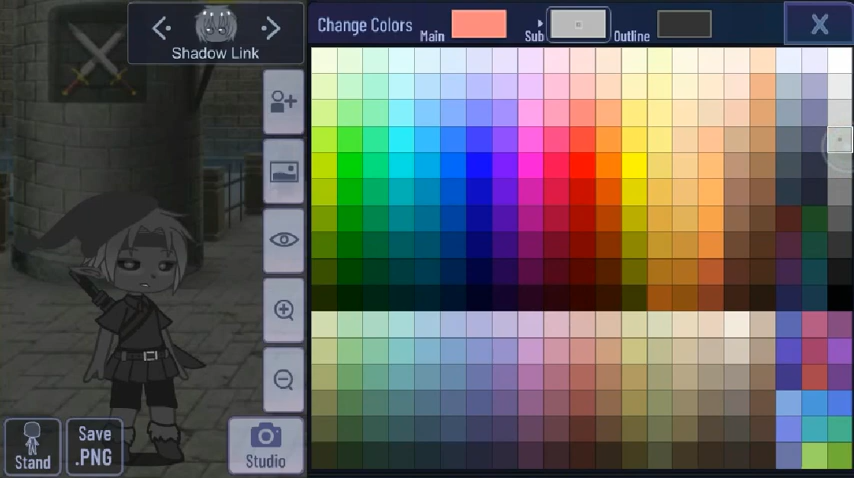 Shadow Link
Change Colors
Main
Sub
Outline
X
Stand
Save
.PNG
Studio